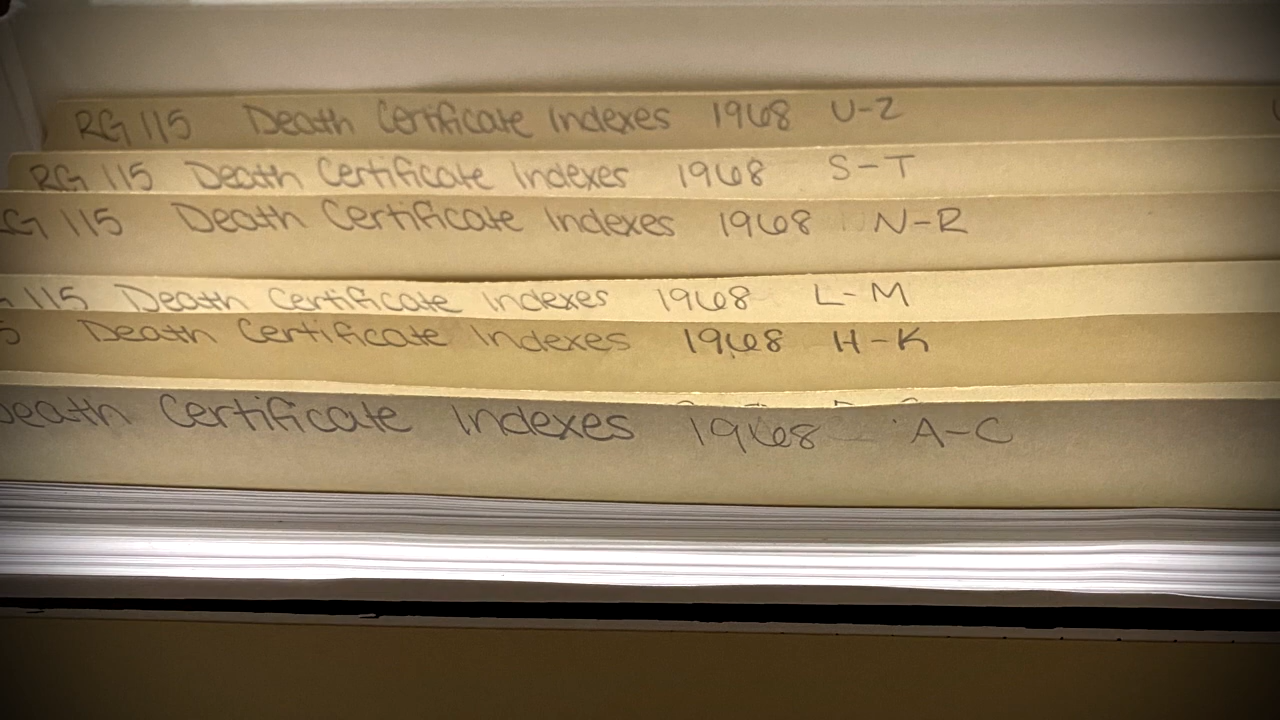 RG 115 Death Certificate Indexes 1968 U-Z
RG 115 Death Certificate Indexes 1968 S-T
G 115 Death Certificate Indexes 1968 N-R
115 Death Certificate Indexes 1968 L-M
5 Death Certificate Indexes 1968 H-K
Death Certificate Indexes 1968 A-C